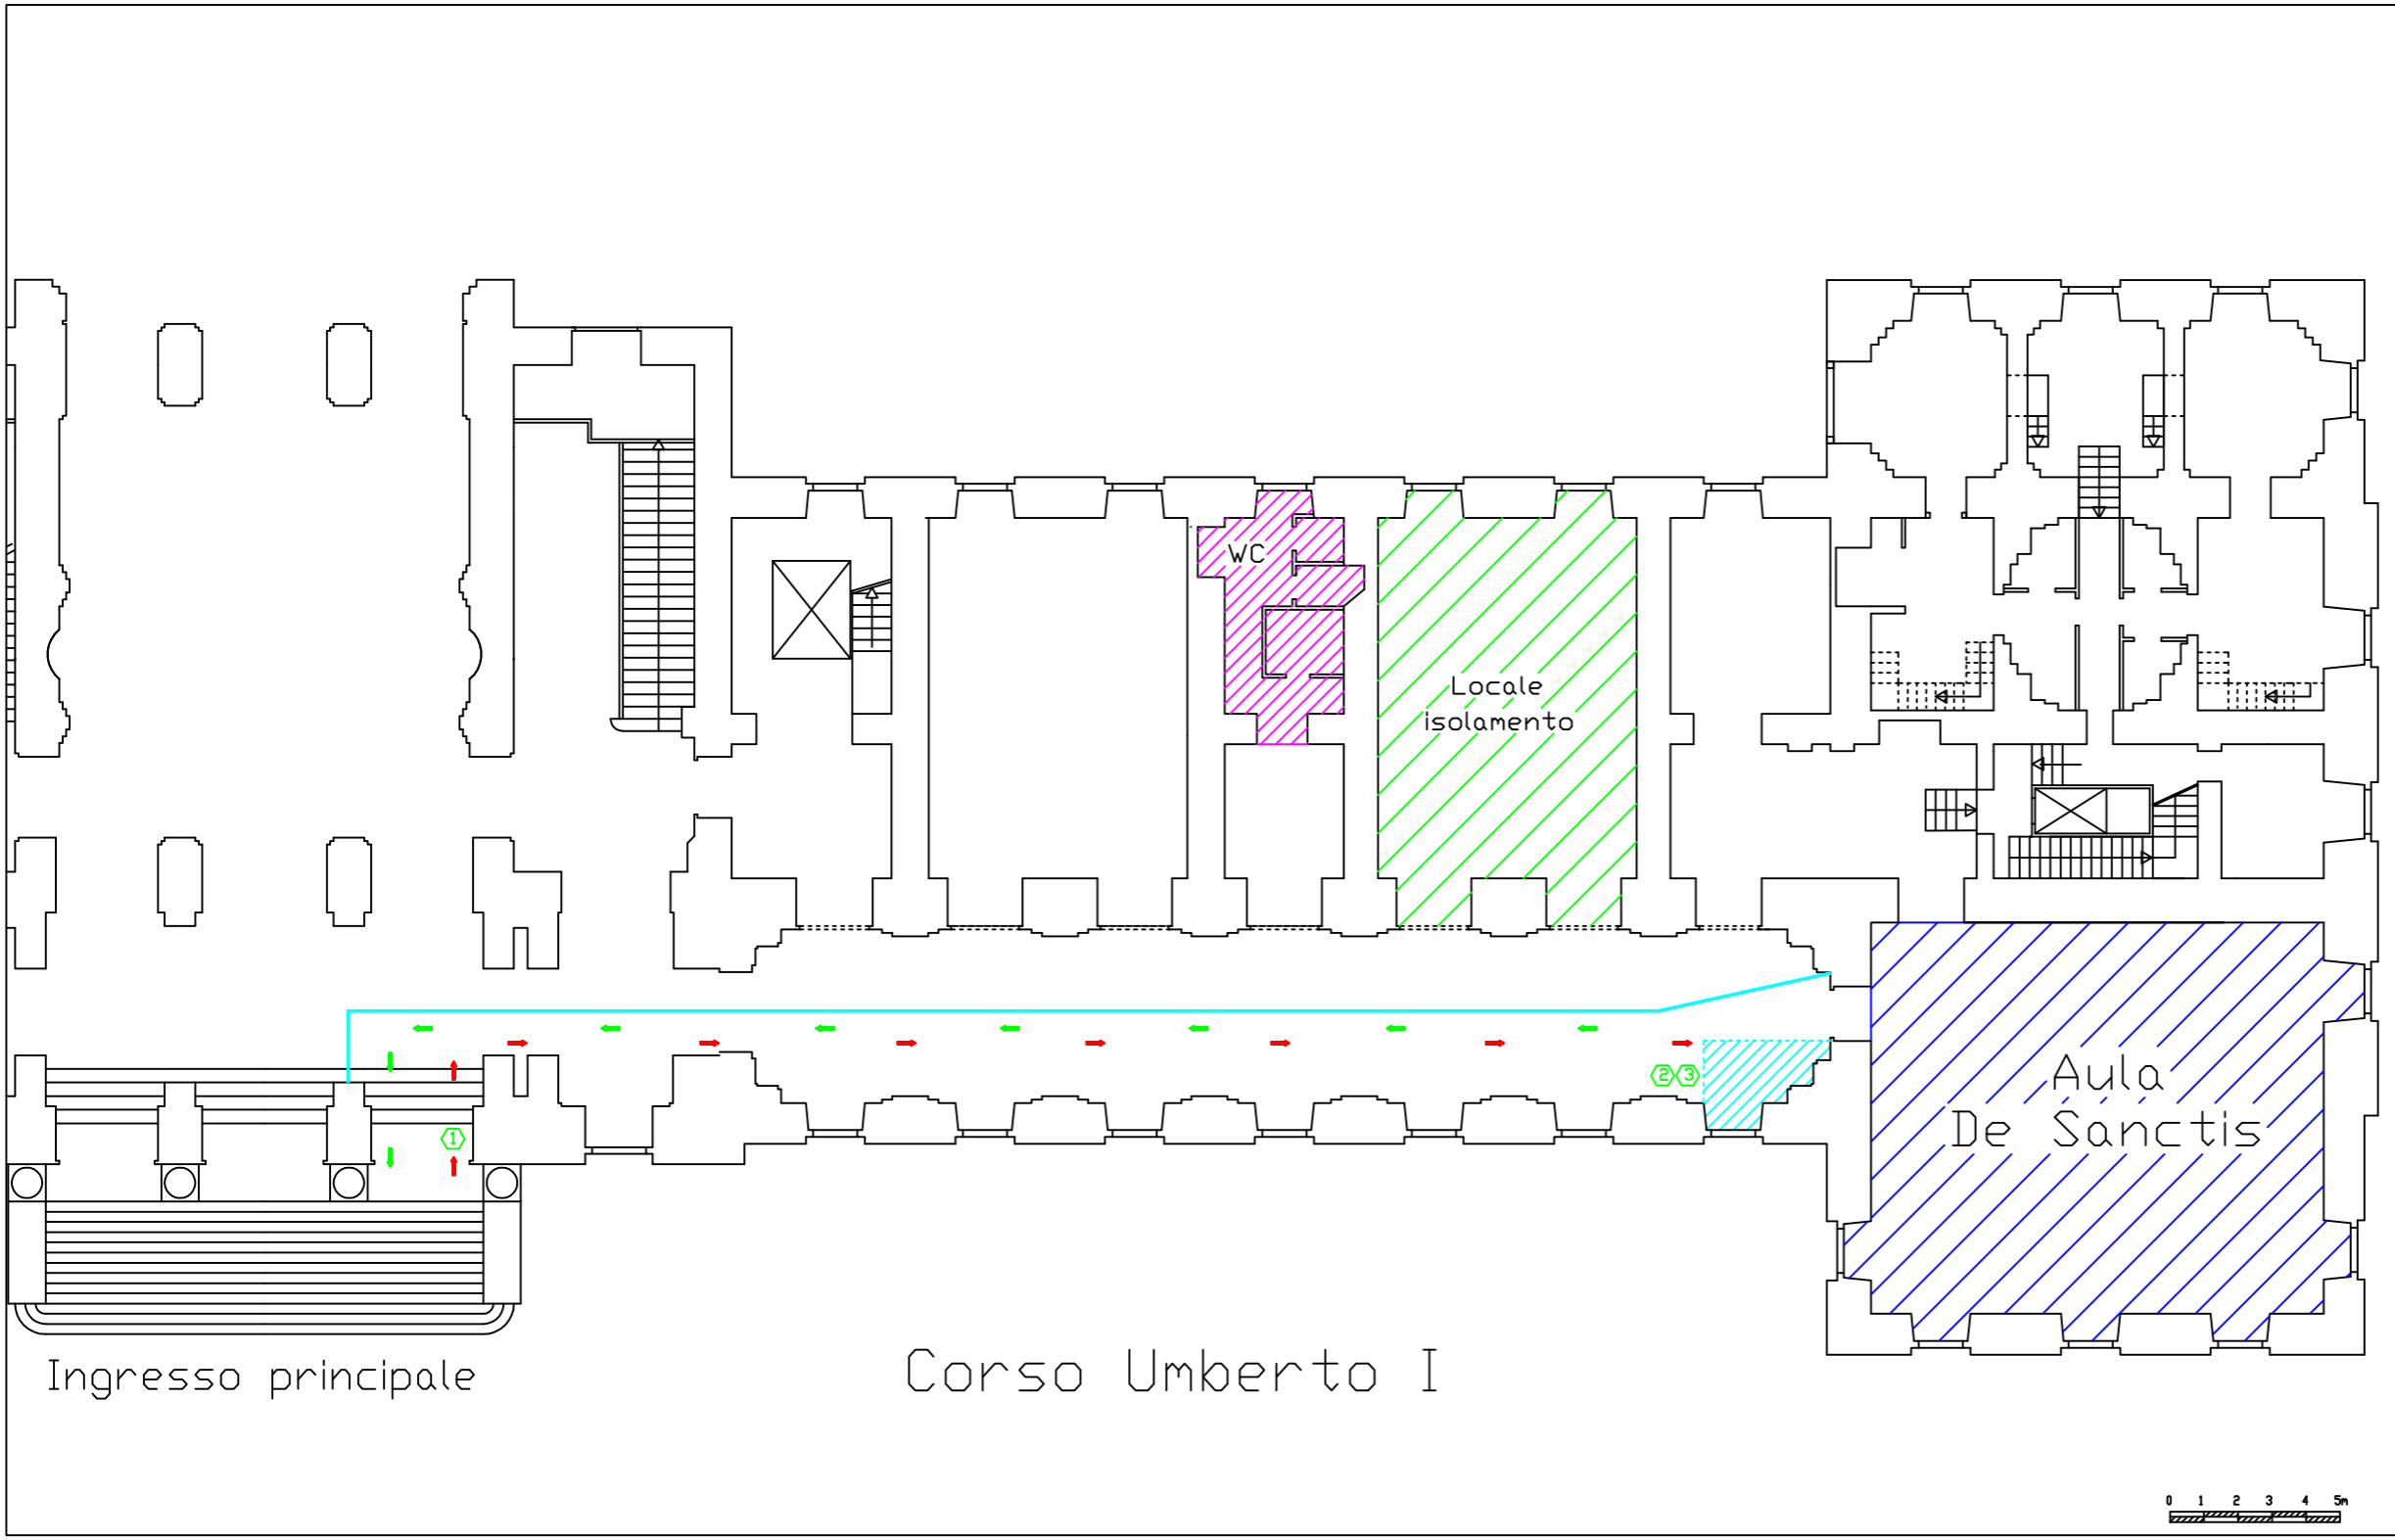 WC
Locale
isolamento
2 3
Aula
De Sanctis
1
Ingresso principale
Corso Umberto I
0 1 2 3 4 5m